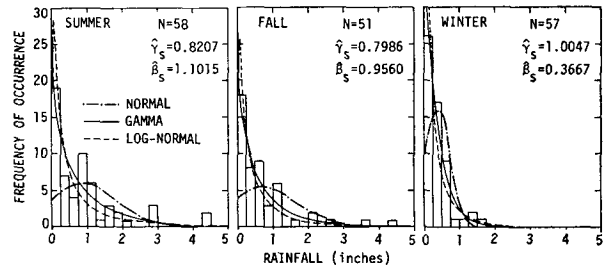 SUMMER N=58
γ̂S=0.8207
β̂S=1.1015
NORMAL
GAMMA
LOG-NORMAL
FALL N=51
γ̂S=0.7986
β̂S=0.9560
WINTER N=57
γ̂S=1.0047
β̂S=0.3667
FREQUENCY OF OCCURRENCE
30
25
20
15
10
5
0
0 1 2 3 4 5
0 1 2 3 4 5
0 1 2 3 4 5
RAINFALL (inches)